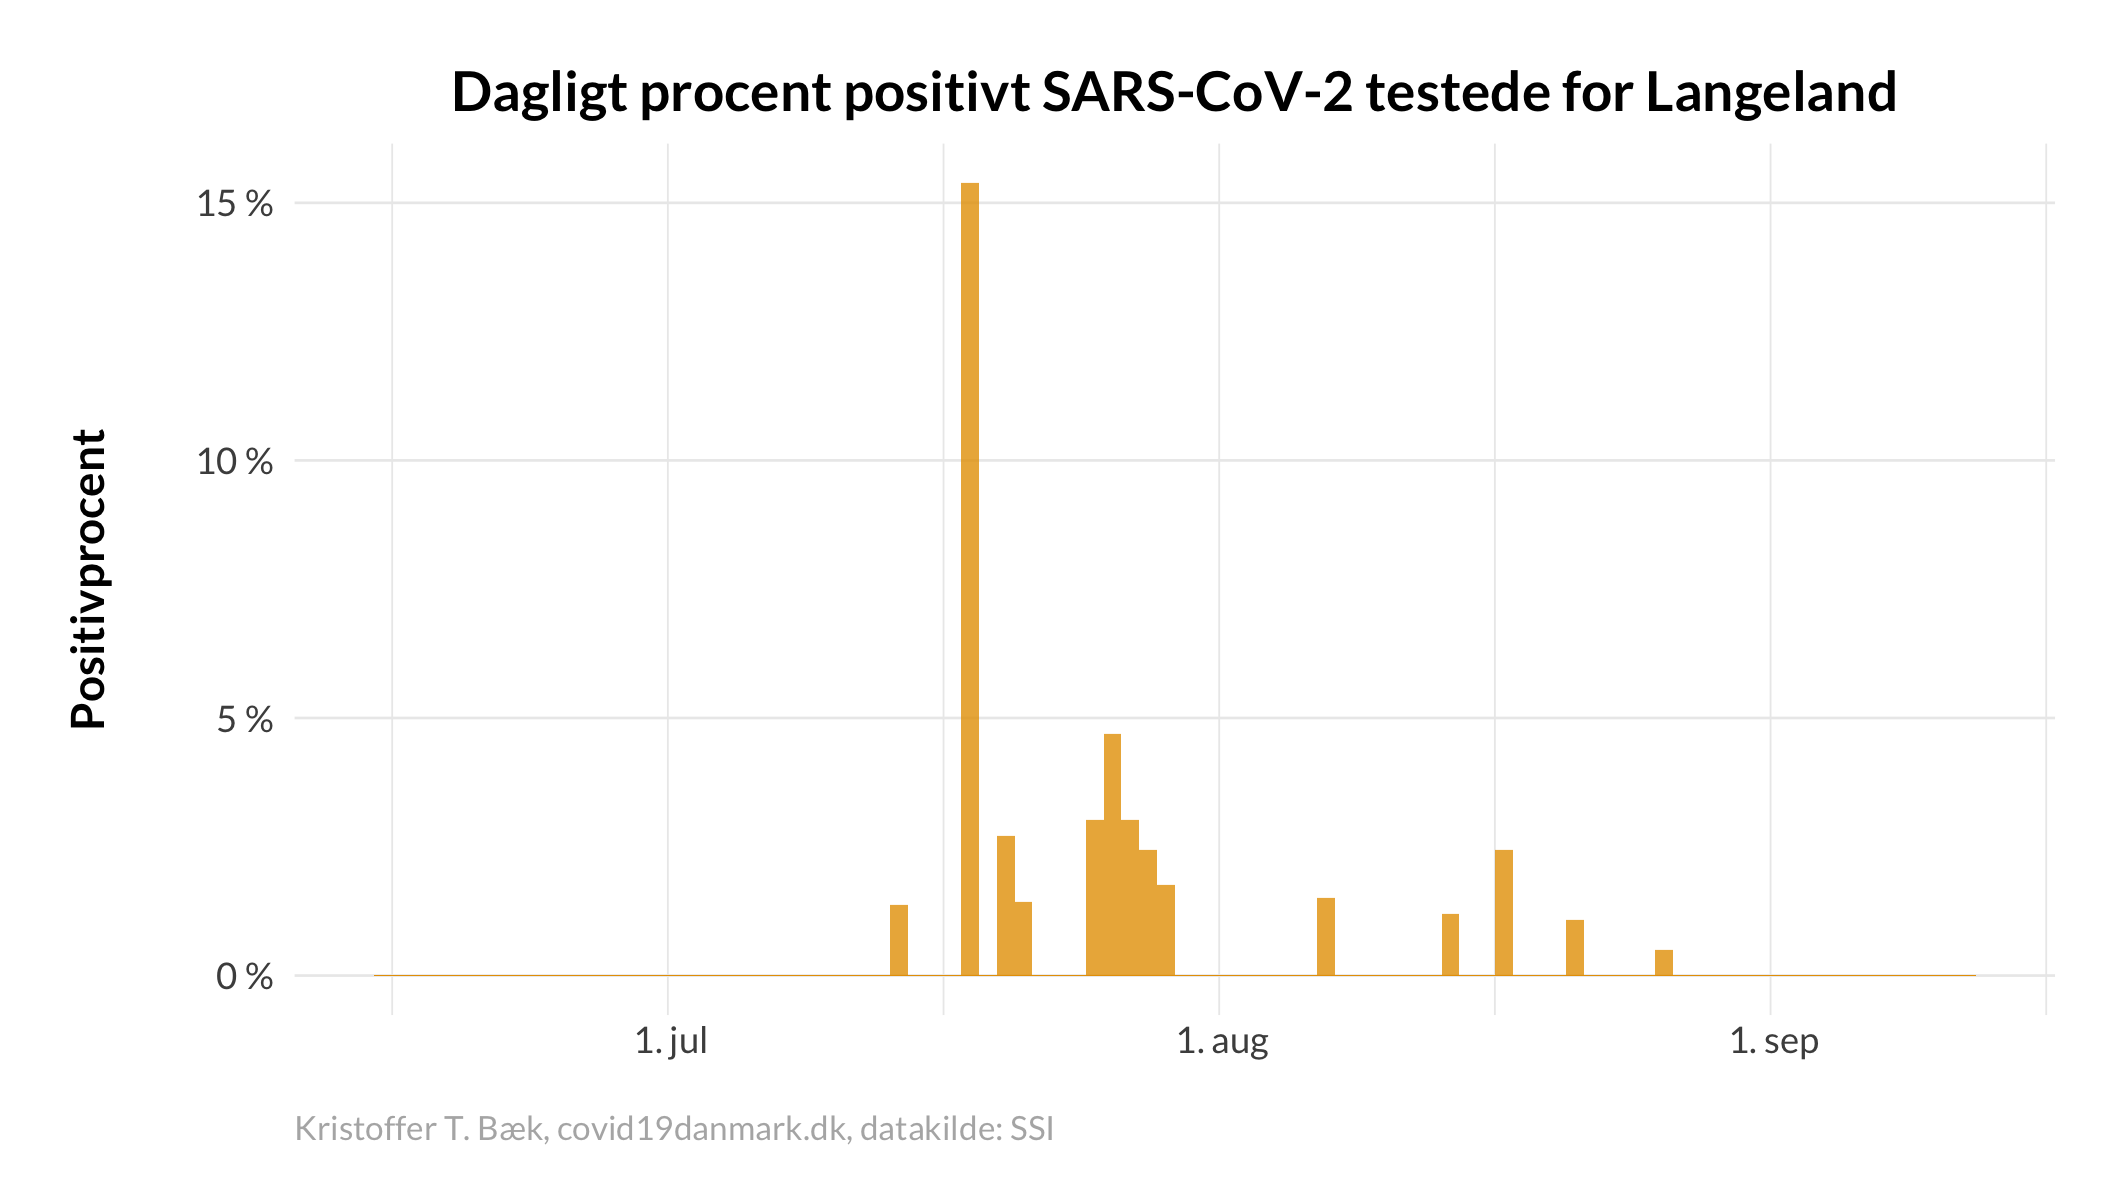 Dagligt procent positivt SARS-CoV-2 testede for Langeland
Positivprocent
15 %
10 %
5 %
0 %
1. jul
1. aug
1. sep
Kristoffer T. Bæk, covid19danmark.dk, datakilde: SSI